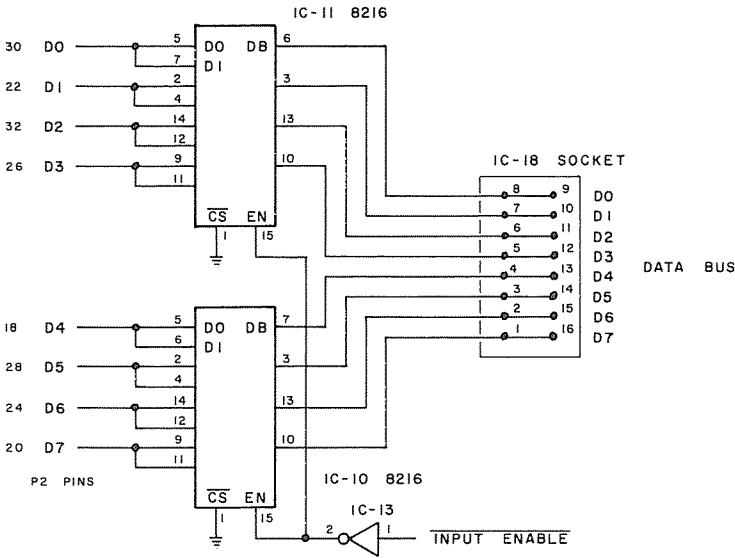 IC-11 8216
30 D0 5 D0 DB 6
7 DI
22 D1 2 3
4
32 D2 14 13
12
26 D3 9 10
11
CS EN
1 15
IC-18 SOCKET
8 9 D0
7 10 D1
6 11 D2
5 12 D3
4 13 D4
3 14 D5
2 15 D6
1 16 D7
DATA BUS
18 D4 5 D0 DB 7
6 DI
28 D5 2 3
4
24 D6 14 13
12
20 D7 9 10
11
P2 PINS
CS EN
1 15
IC-10 8216
IC-13
2 1 INPUT ENABLE